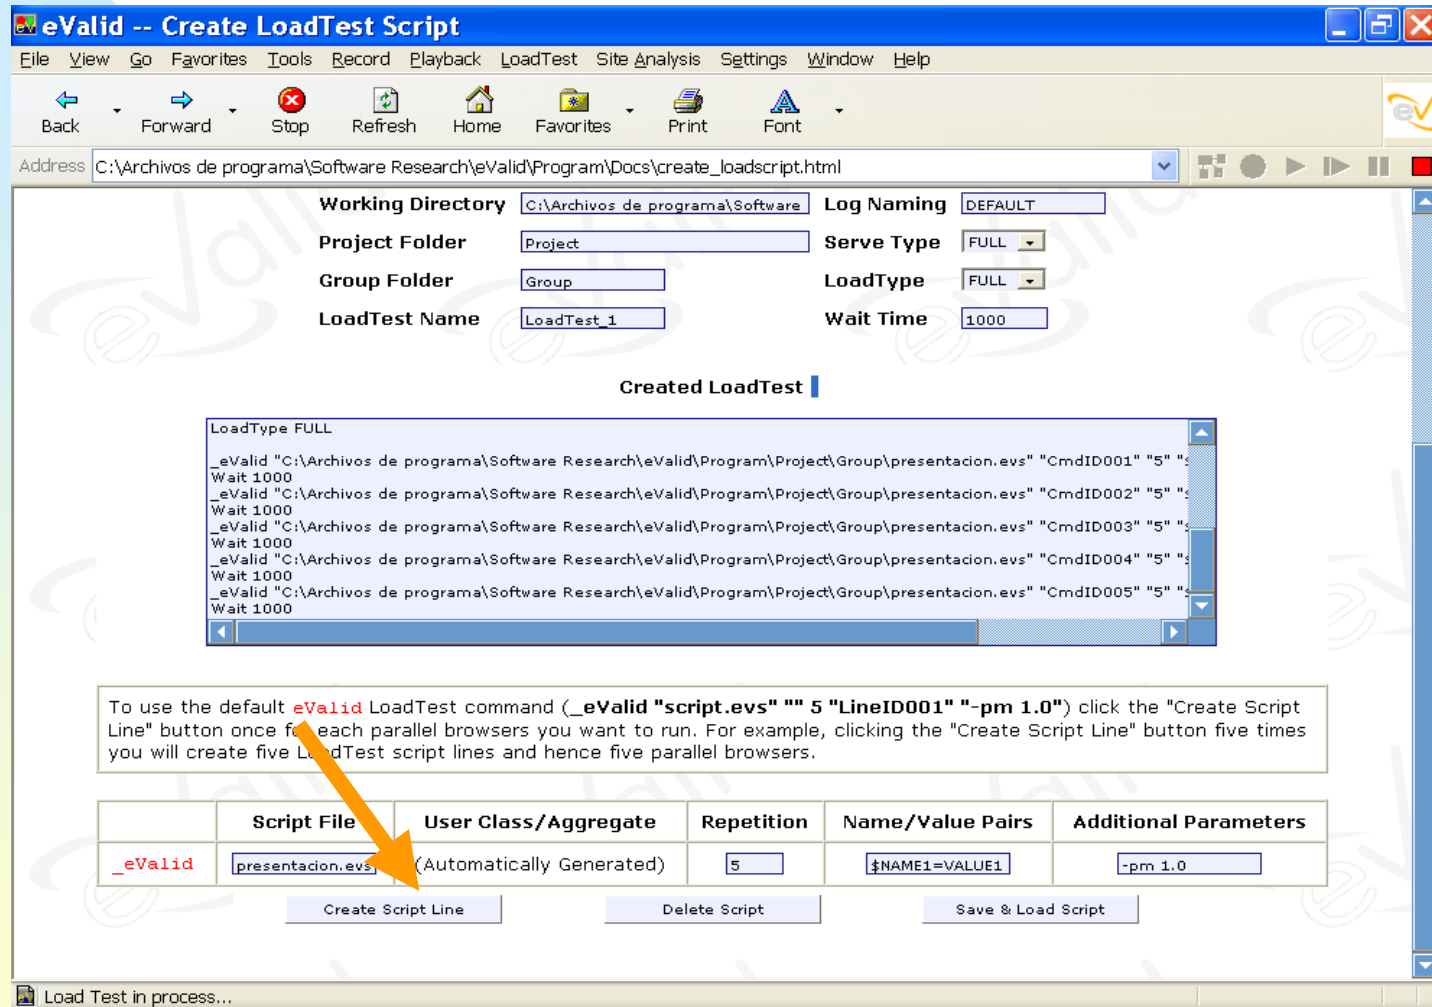 eValid -- Create LoadTest Script
File View Go Favorites Tools Record Playback LoadTest Site Analysis Settings Window Help
Back Forward Stop Refresh Home Favorites Print Font
Address C:\Archivos de programa\Software Research\eValid\Program\Docs\create_loadscript.html
Working Directory C:\Archivos de programa\Software Log Naming DEFAULT
Project Folder Project Serve Type FULL
Group Folder Group LoadType FULL
LoadTest Name LoadTest_1 Wait Time 1000
Created LoadTest
LoadType FULL
_eValid "C:\Archivos de programa\Software Research\eValid\Program\Project\Group\presentacion.evs" "CmdID001" "5" "$
Wait 1000
_eValid "C:\Archivos de programa\Software Research\eValid\Program\Project\Group\presentacion.evs" "CmdID002" "5" "$
Wait 1000
_eValid "C:\Archivos de programa\Software Research\eValid\Program\Project\Group\presentacion.evs" "CmdID003" "5" "$
Wait 1000
_eValid "C:\Archivos de programa\Software Research\eValid\Program\Project\Group\presentacion.evs" "CmdID004" "5" "$
Wait 1000
_eValid "C:\Archivos de programa\Software Research\eValid\Program\Project\Group\presentacion.evs" "CmdID005" "5" "$
Wait 1000
To use the default eValid LoadTest command (_eValid "script.evs" "" 5 "LineID001" "-pm 1.0") click the "Create Script
Line" button once for each parallel browsers you want to run. For example, clicking the "Create Script Line" button five times
you will create five LoadTest script lines and hence five parallel browsers.
Script File User Class/Aggregate Repetition Name/Value Pairs Additional Parameters
_eValid presentacion.evs (Automatically Generated) 5 $NAME1=VALUE1 -pm 1.0
Create Script Line Delete Script Save & Load Script
Load Test in process...